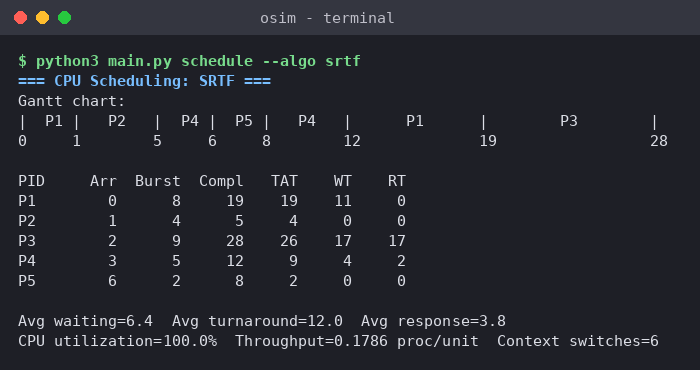 osim - terminal
$ python3 main.py schedule --algo srtf
=== CPU Scheduling: SRTF ===
Gantt chart:
|  P1 |   P2   |  P4 |  P5 |   P4   |      P1      |        P3        |
0     1        5     6     8        12             19                 28
PID     Arr  Burst  Compl   TAT    WT    RT
P1        0      8     19    19    11     0
P2        1      4      5     4     0     0
P3        2      9     28    26    17    17
P4        3      5     12     9     4     2
P5        6      2      8     2     0     0
Avg waiting=6.4  Avg turnaround=12.0  Avg response=3.8
CPU utilization=100.0%  Throughput=0.1786 proc/unit  Context switches=6